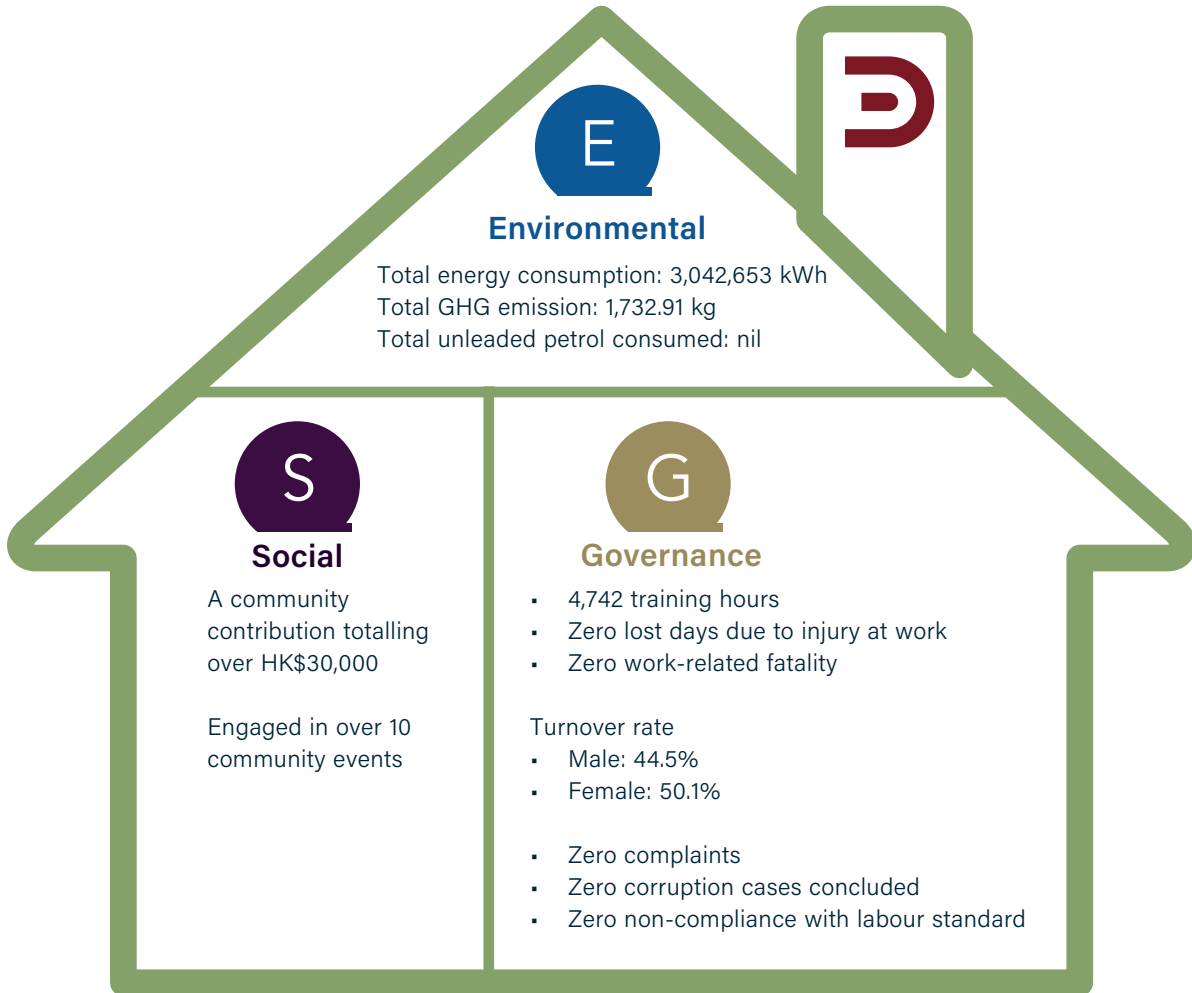 E
Environmental
Total energy consumption: 3,042,653 kWh
Total GHG emission: 1,732.91 kg
Total unleaded petrol consumed: nil
S
Social
A community
contribution totalling
over HK$30,000
Engaged in over 10
community events
G
Governance
▪ 4,742 training hours
▪ Zero lost days due to injury at work
▪ Zero work-related fatality
Turnover rate
▪ Male: 44.5%
▪ Female: 50.1%
▪ Zero complaints
▪ Zero corruption cases concluded
▪ Zero non-compliance with labour standard